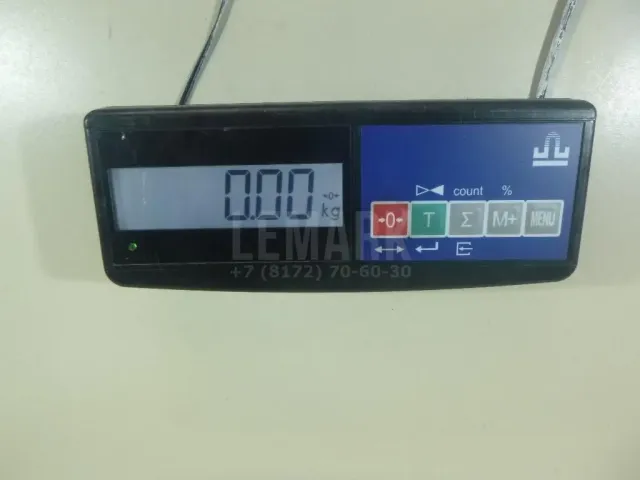 0.00
→0←
kg
count %
→0← T Σ M+ MENU
LEMARK
+7 (8172) 70-60-30